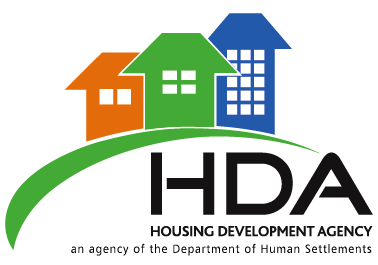 HDA
HOUSING DEVELOPMENT AGENCY
an agency of the Department of Human Settlements